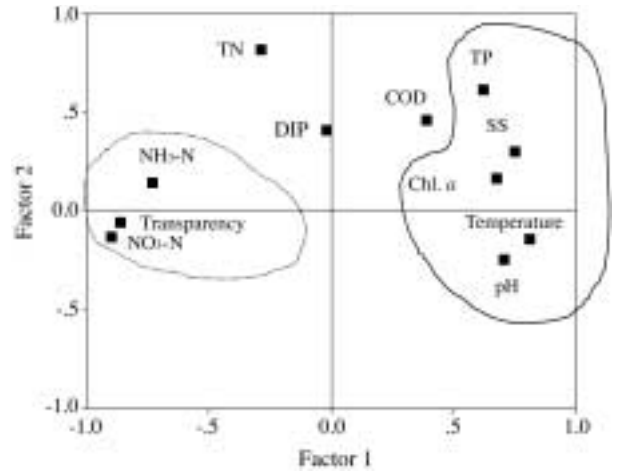 1.0
TN
TP
COD
.5
DIP
SS
NH₃-N
Chl. a
Factor 2
0.0
Transparency
Temperature
NO₃-N
pH
-.5
-1.0
-1.0
-.5
0.0
.5
1.0
Factor 1